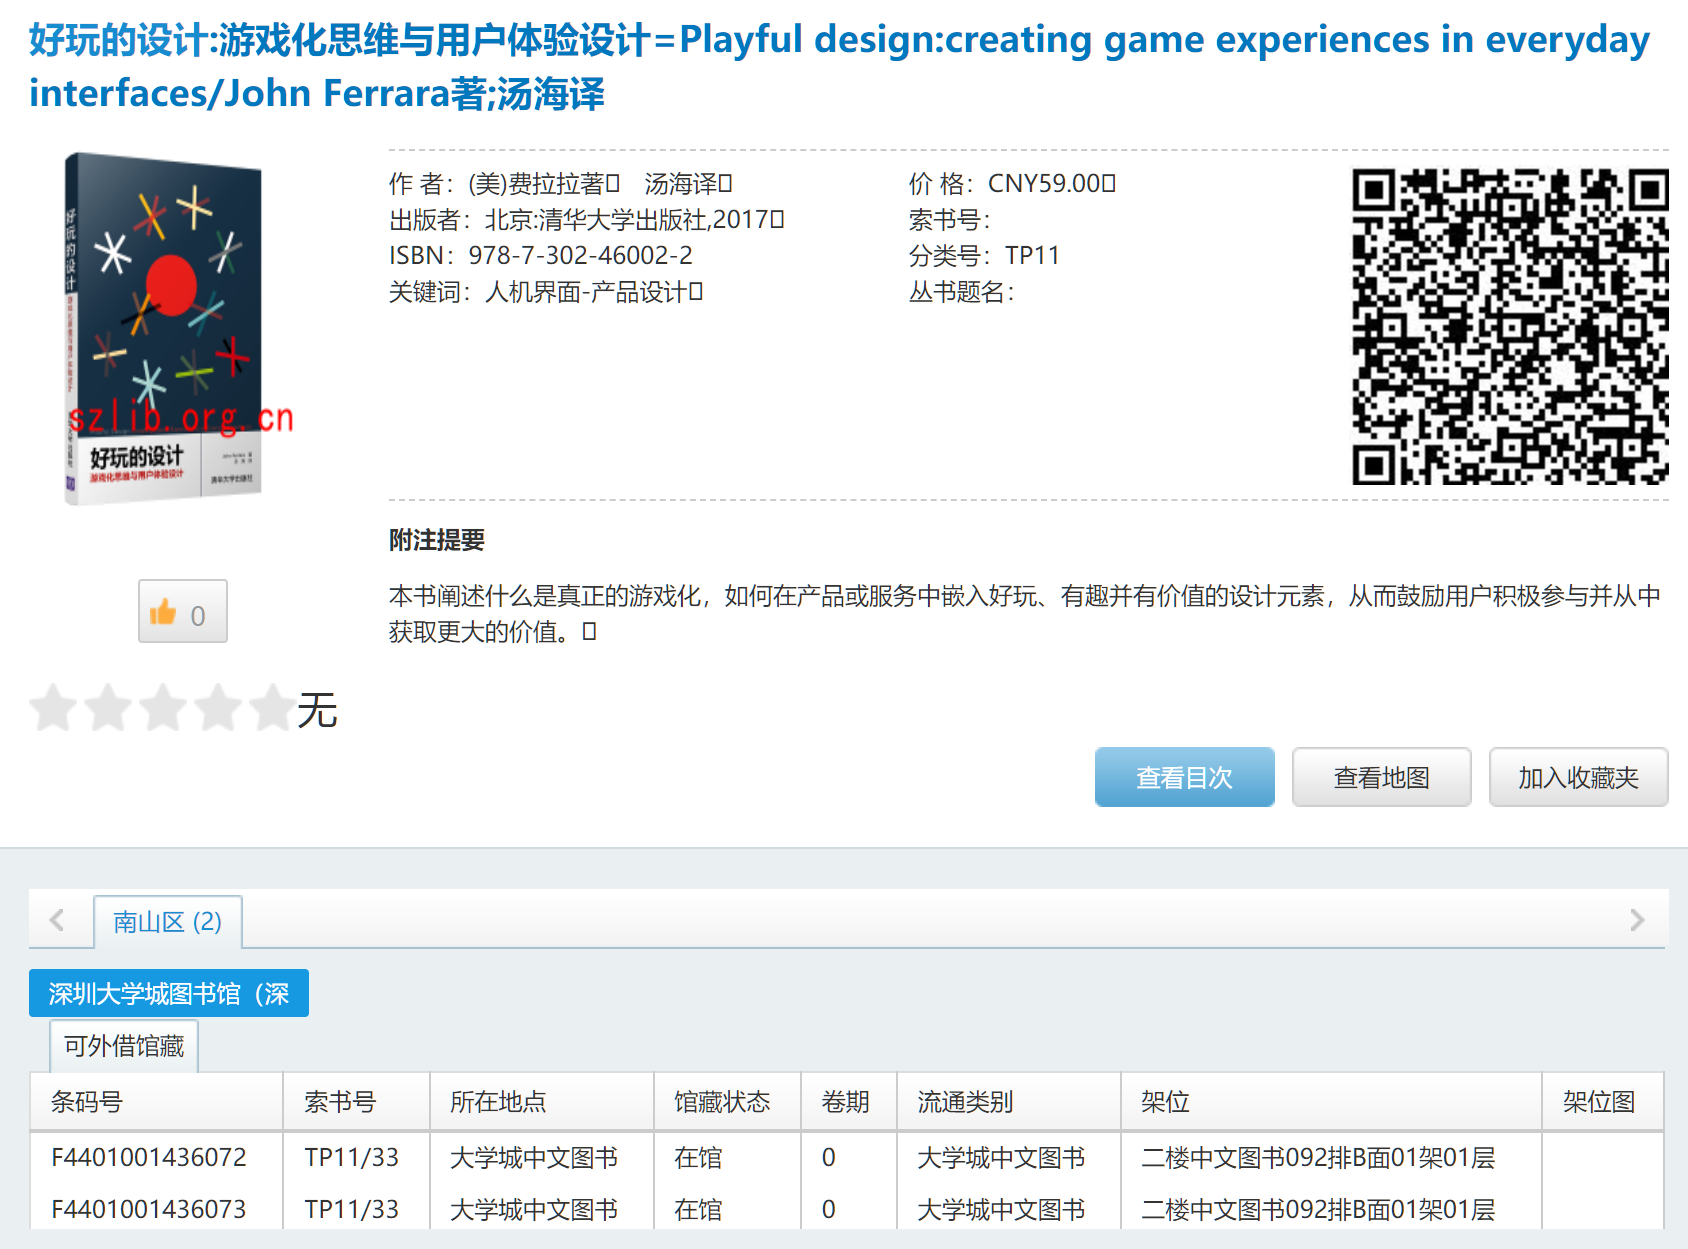 好玩的设计:游戏化思维与用户体验设计=Playful design:creating game experiences in everyday
interfaces/John Ferrara著;汤海译
作 者：(美)费拉拉著 汤海译
出版者：北京:清华大学出版社,2017
ISBN：978-7-302-46002-2
关键词：人机界面-产品设计
价 格：CNY59.00
索书号：
分类号：TP11
丛书题名：
好玩的设计
szlib.org.cn
好玩的设计
游戏化思维与用户体验设计
清华大学出版社
附注提要
本书阐述什么是真正的游戏化，如何在产品或服务中嵌入好玩、有趣并有价值的设计元素，从而鼓励用户积极参与并从中
获取更大的价值。
0
无
查看目次 查看地图 加入收藏夹
南山区 (2)
深圳大学城图书馆（深
可外借馆藏
条码号 索书号 所在地点 馆藏状态 卷期 流通类别 架位 架位图
F4401001436072 TP11/33 大学城中文图书 在馆 0 大学城中文图书 二楼中文图书092排B面01架01层
F4401001436073 TP11/33 大学城中文图书 在馆 0 大学城中文图书 二楼中文图书092排B面01架01层